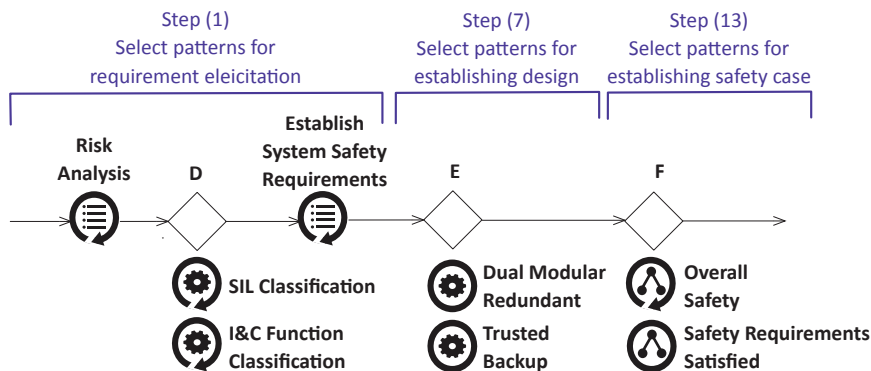 Step (1)
Select patterns for
requirement eleicitation
Step (7)
Select patterns for
establishing design
Step (13)
Select patterns for
establishing safety case
Risk
Analysis
D
Establish
System Safety
Requirements
E
F
SIL Classification
I&C Function
Classification
Dual Modular
Redundant
Trusted
Backup
Overall
Safety
Safety Requirements
Satisfied